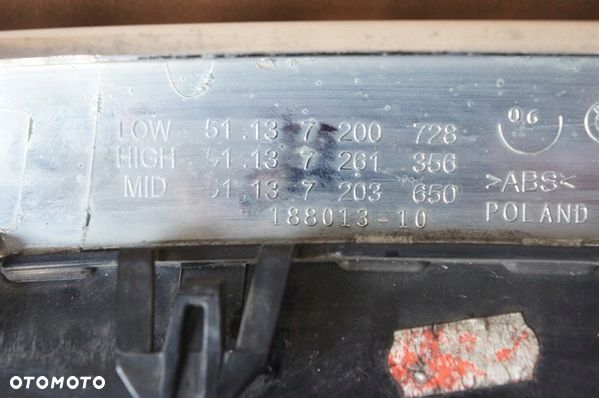 LOW 51.13 7 200 728
HIGH 51.13 7 261 356
MID 51 13 7 203 650
188013-10
06
>ABS<
POLAND
OTOMOTO